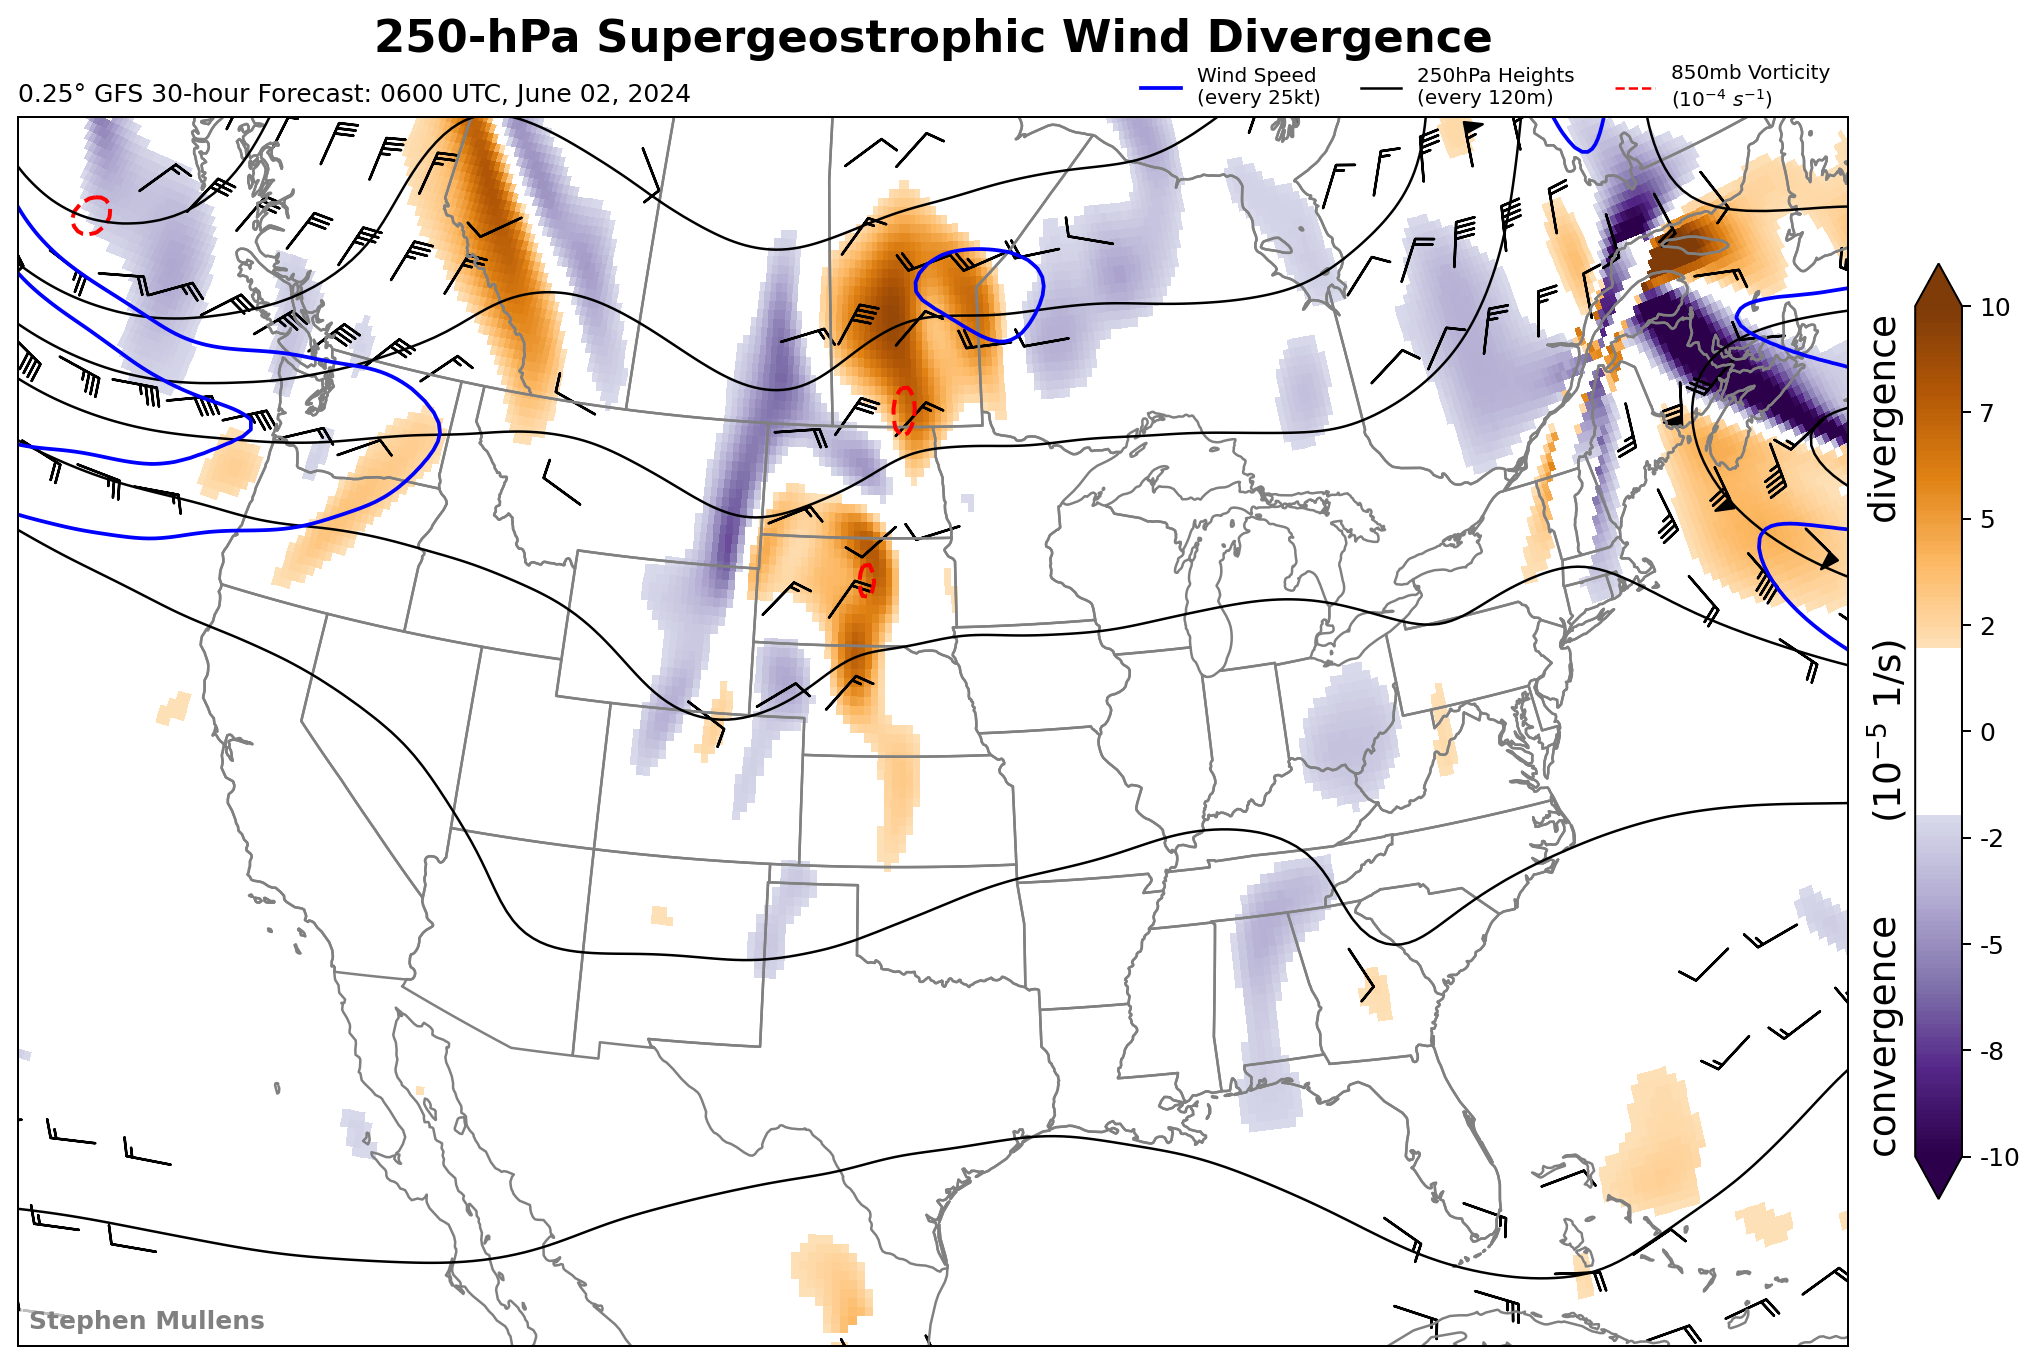 250-hPa Supergeostrophic Wind Divergence
0.25° GFS 30-hour Forecast: 0600 UTC, June 02, 2024
Wind Speed
(every 25kt)
250hPa Heights
(every 120m)
850mb Vorticity
(10⁻⁴ s⁻¹)
10
7
5
2
0
-2
-5
-8
-10
convergence (10⁻⁵ 1/s) divergence
Stephen Mullens